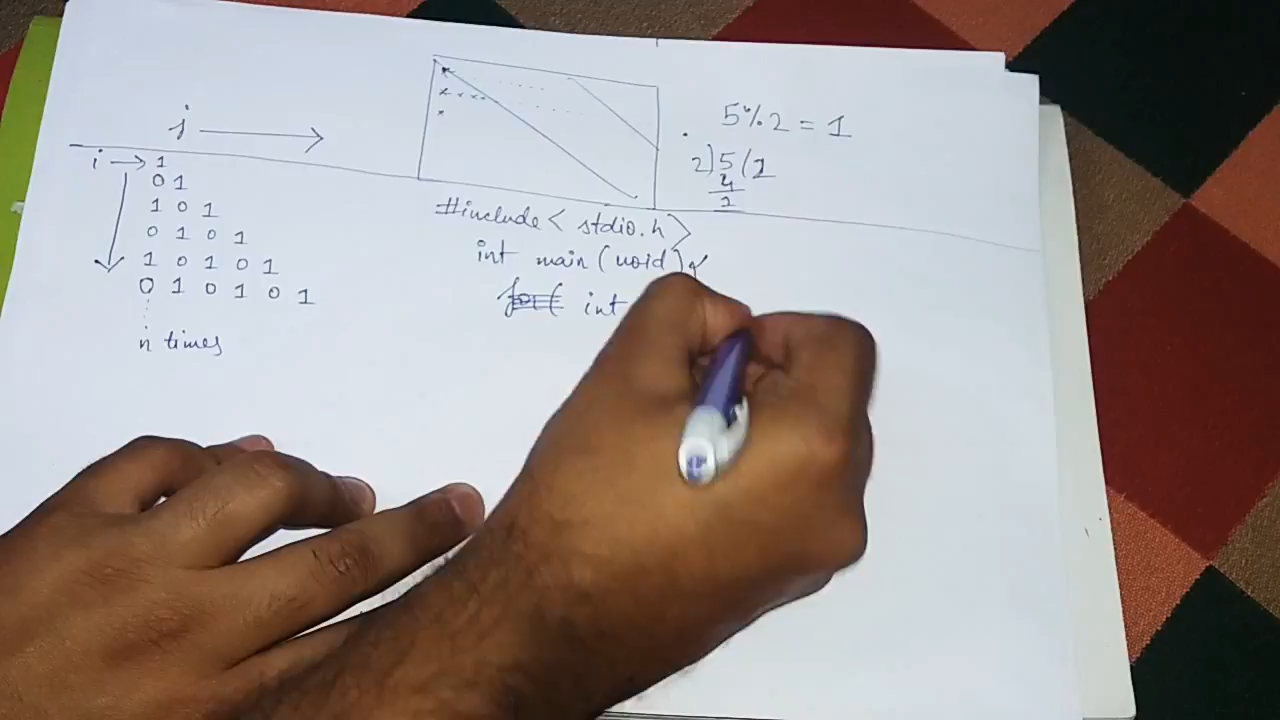 j
i → 1
0 1
1 0 1
0 1 0 1
1 0 1 0 1
0 1 0 1 0 1
n times
5%2 = 1
2)5(2
4
1
#include< stdio.h >
int main(void){
int